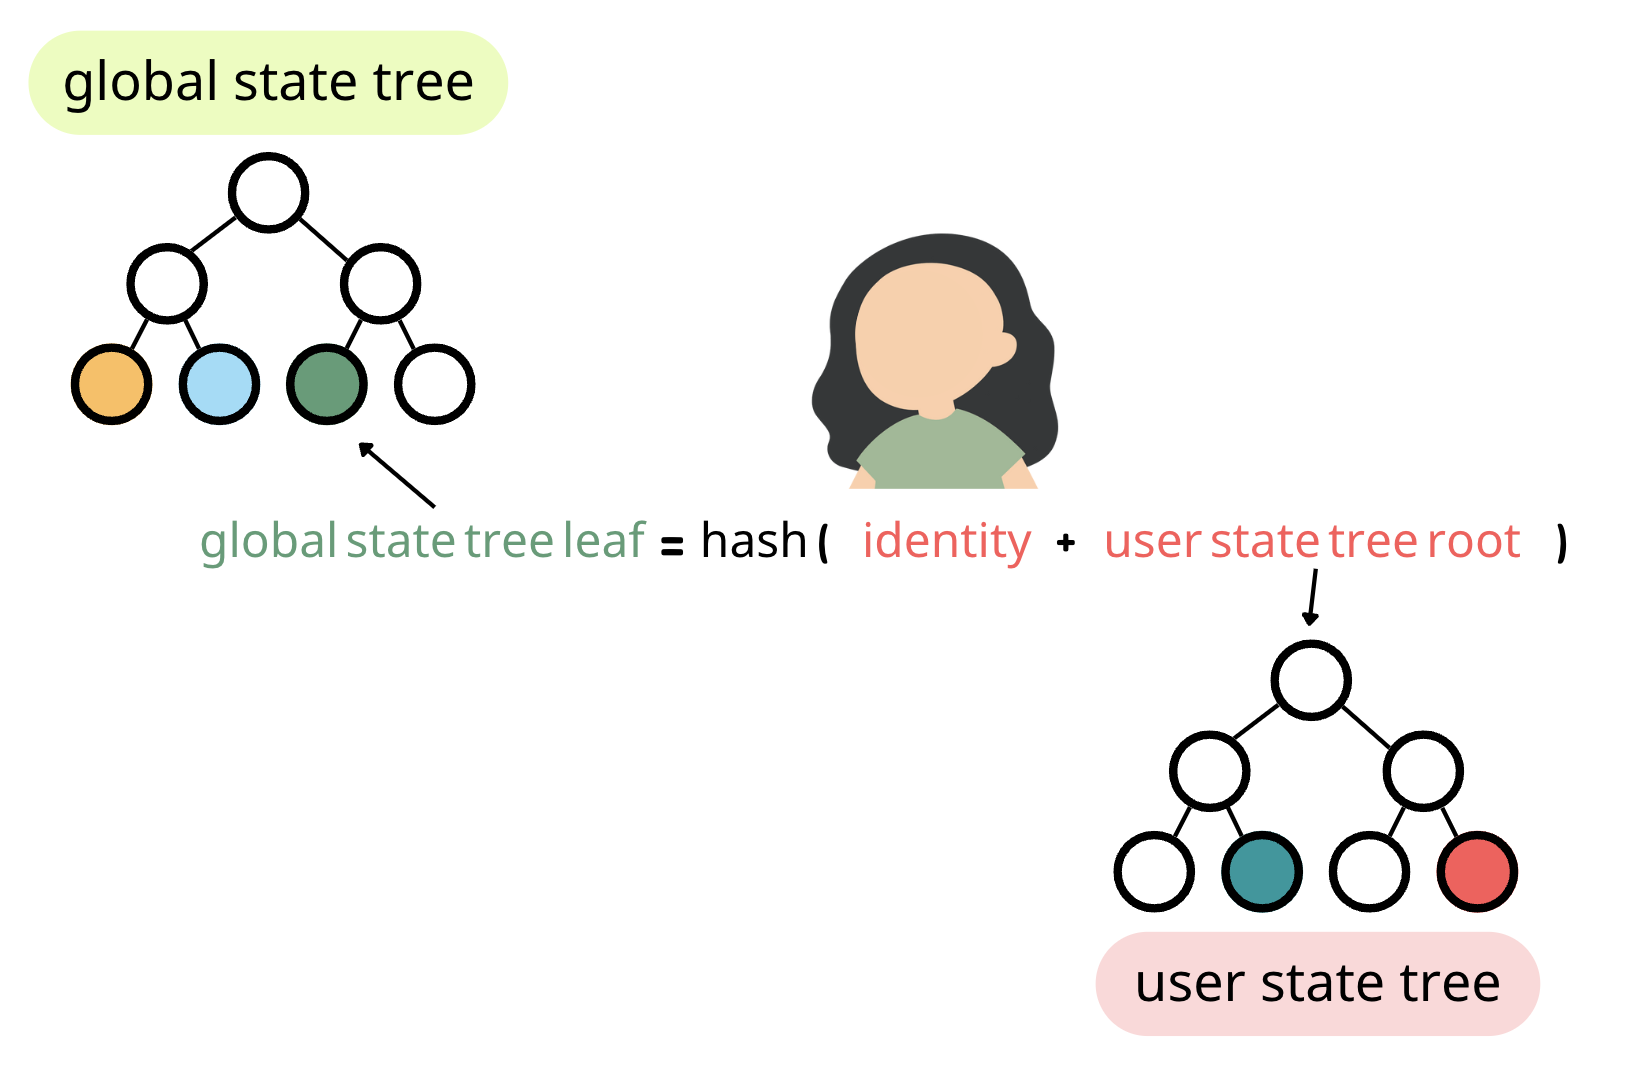 global state tree
global state tree leaf = hash( identity + user state tree root )
user state tree